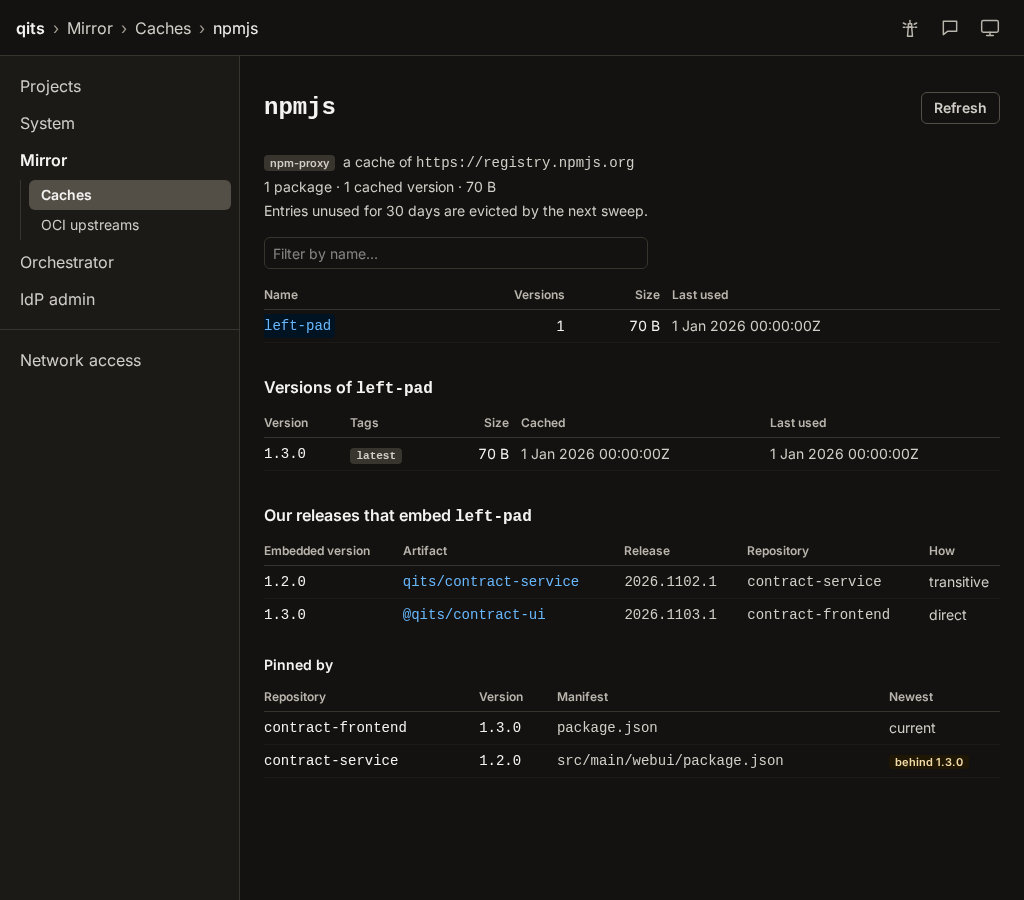 qits › Mirror › Caches › npmjs
Projects
System
Mirror
Caches
OCI upstreams
Orchestrator
IdP admin
Network access
npmjs
Refresh
npm-proxy a cache of https://registry.npmjs.org
1 package · 1 cached version · 70 B
Entries unused for 30 days are evicted by the next sweep.
Filter by name...
Name Versions Size Last used
left-pad 1 70 B 1 Jan 2026 00:00:00Z
Versions of left-pad
Version Tags Size Cached Last used
1.3.0 latest 70 B 1 Jan 2026 00:00:00Z 1 Jan 2026 00:00:00Z
Our releases that embed left-pad
Embedded version Artifact Release Repository How
1.2.0 qits/contract-service 2026.1102.1 contract-service transitive
1.3.0 @qits/contract-ui 2026.1103.1 contract-frontend direct
Pinned by
Repository Version Manifest Newest
contract-frontend 1.3.0 package.json current
contract-service 1.2.0 src/main/webui/package.json behind 1.3.0